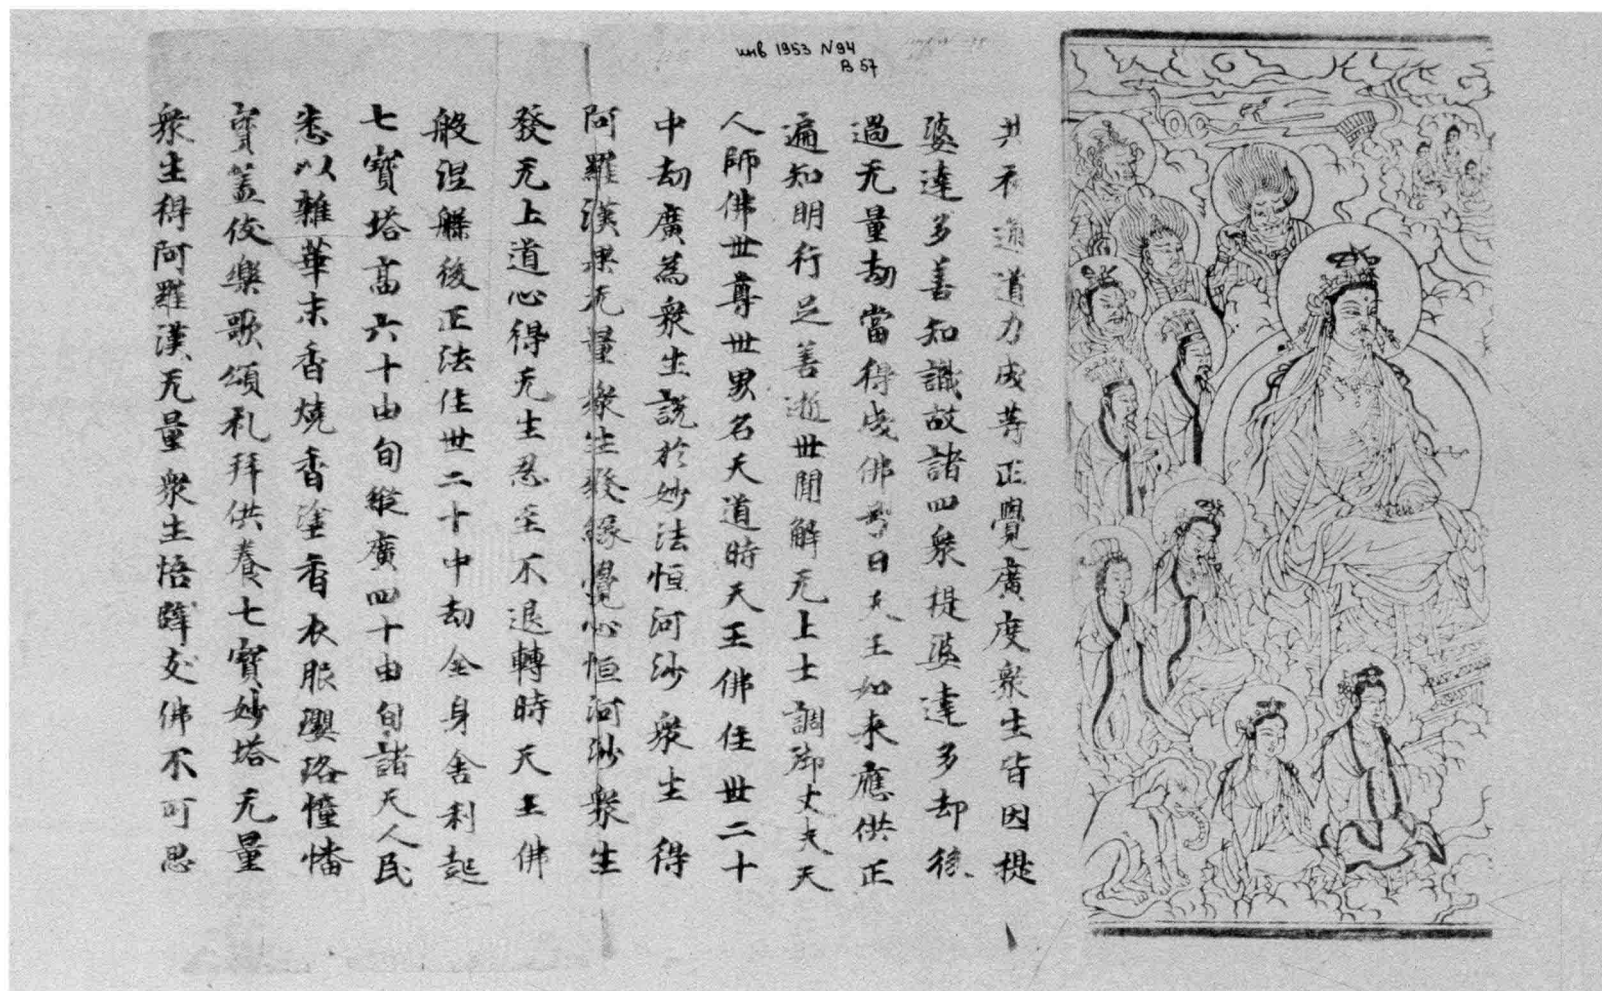 инв 1953 N 94
B 57
共不通道力成等正覺廣度衆生皆因提
婆達多善知識故諸四衆提婆達多却後
過无量劫當得成佛号曰天王如来應供正
遍知明行足善逝世間解无上士調御丈夫天
人師佛世尊世界名天道時天王佛住世二十
中劫廣為衆生說於妙法恒河沙衆生得
阿羅漢果无量衆生發緣覺心恒河沙衆生
發无上道心得无生忍至不退轉時天王佛
般涅槃後正法住世二十中劫全身舍利起
七寶塔高六十由旬縱廣四十由旬諸天人民
悉以雜華末香燒香塗香衣服瓔珞幢幡
寶蓋伎樂歌頌礼拜供養七寶妙塔无量
衆生得阿羅漢无量衆生悟辟支佛不可思